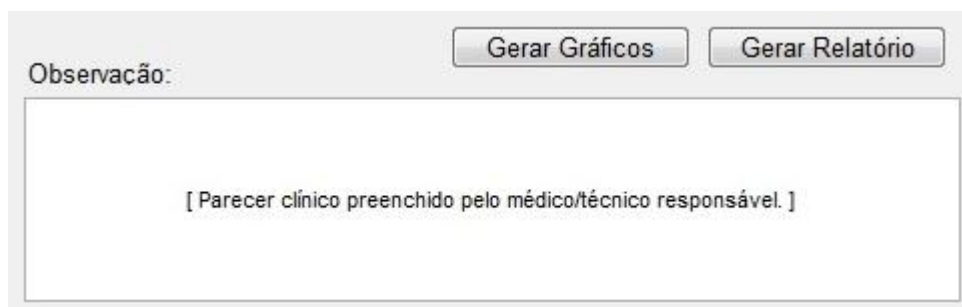 Gerar Gráficos Gerar Relatório
Observação:
[ Parecer clínico preenchido pelo médico/técnico responsável. ]